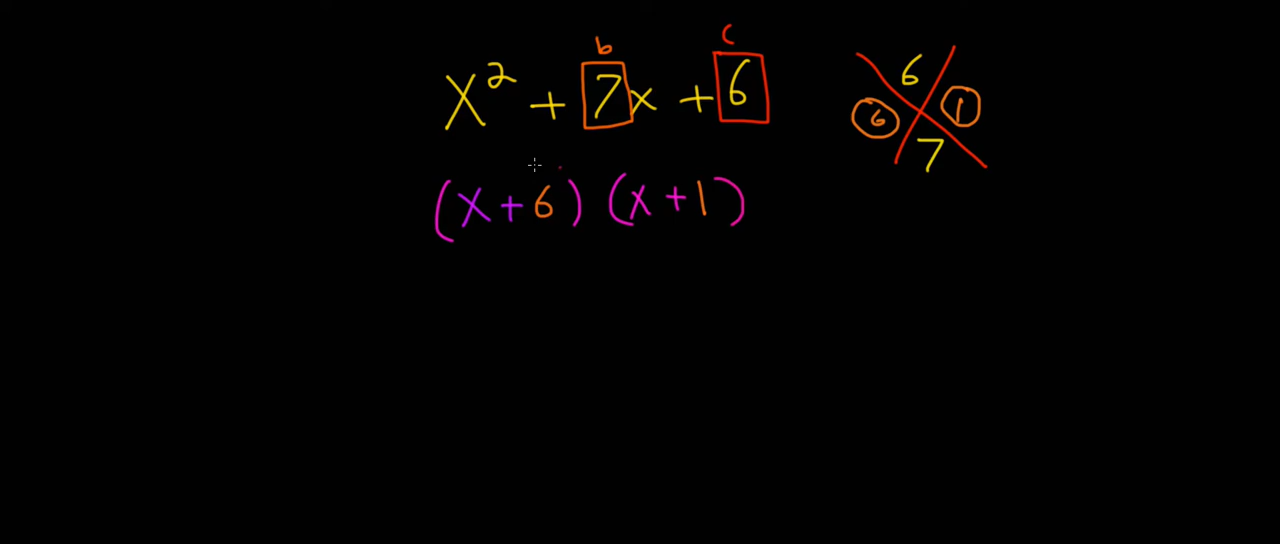 b c
X² + 7x + 6
6
6 1
7
(x + 6) (x + 1)